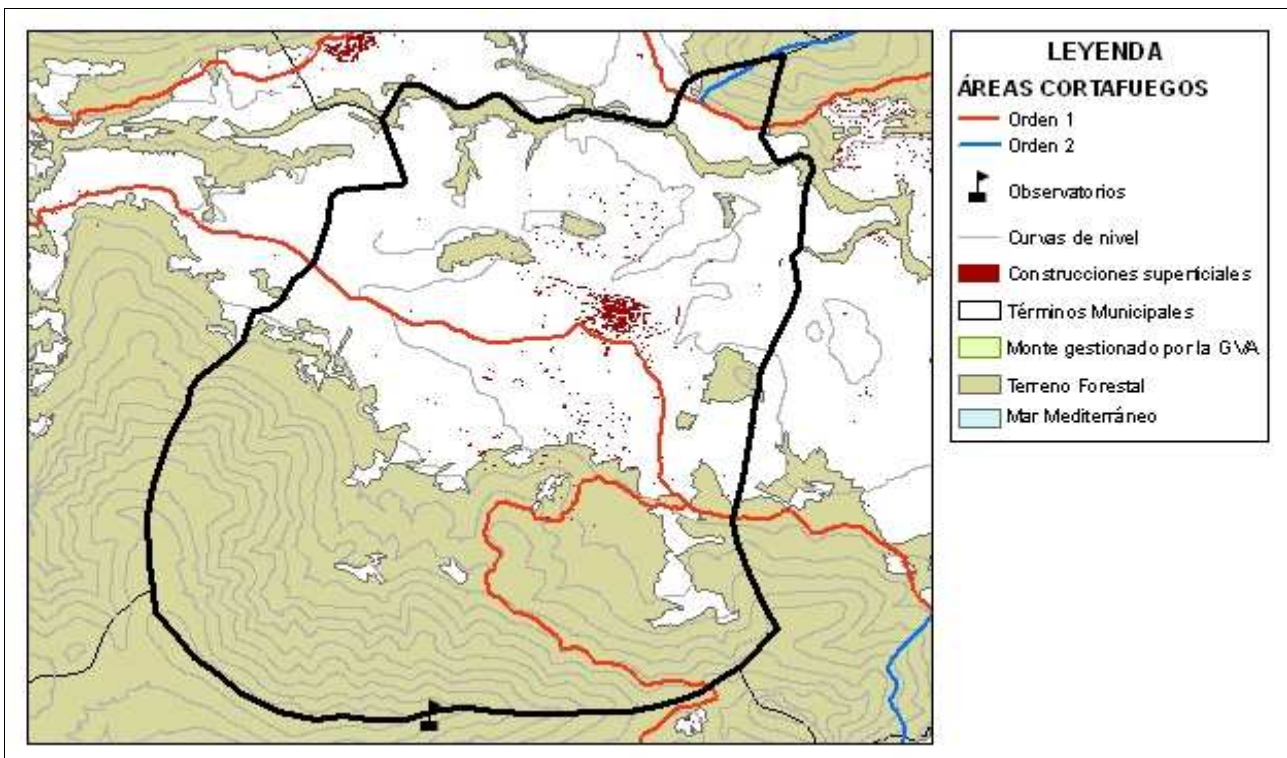 LEYENDA
ÁREAS CORTAFUEGOS
Orden 1
Orden 2
Observatorios
Curvas de nivel
Construcciones superficiales
Términos Municipales
Monte gestionado por la GVA
Terreno Forestal
Mar Mediterráneo